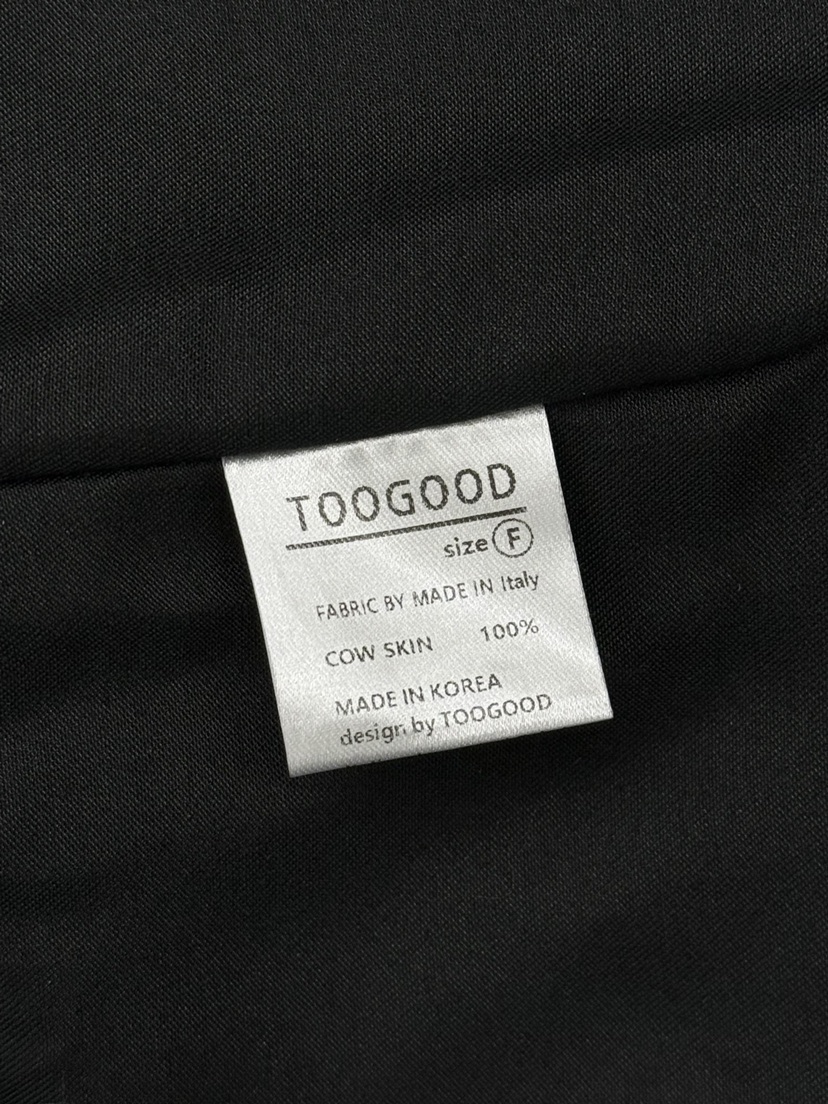 TOOGOOD
size F
FABRIC BY MADE IN Italy
COW SKIN 100%
MADE IN KOREA
design by TOOGOOD